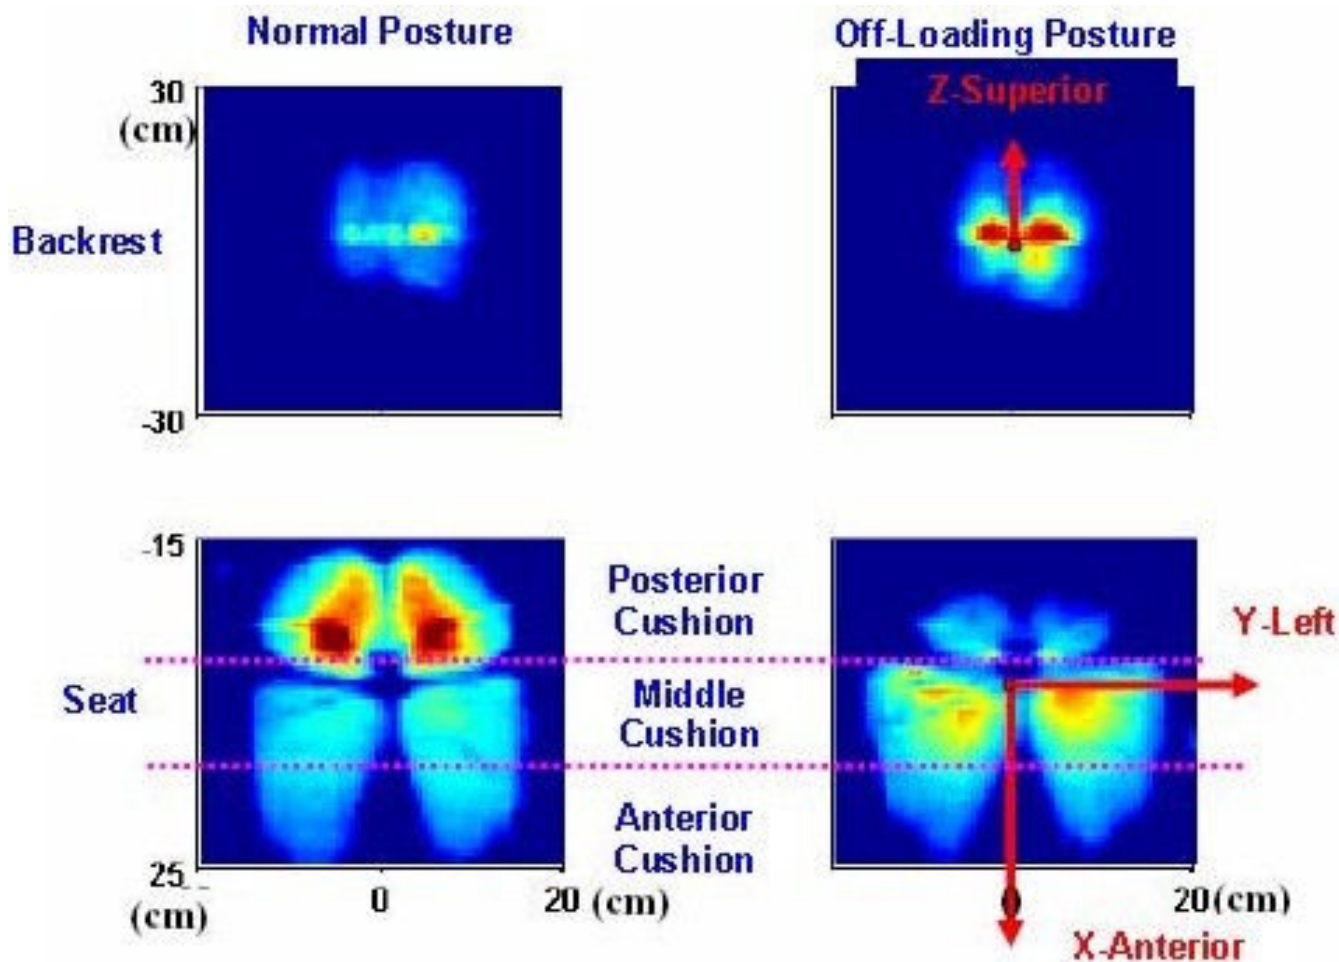 Normal Posture
Off-Loading Posture
30
(cm)
Z-Superior
Backrest
-30
-15
Posterior
Cushion
Y-Left
Seat
Middle
Cushion
Anterior
Cushion
25
(cm)
0
20 (cm)
0
20 (cm)
X-Anterior